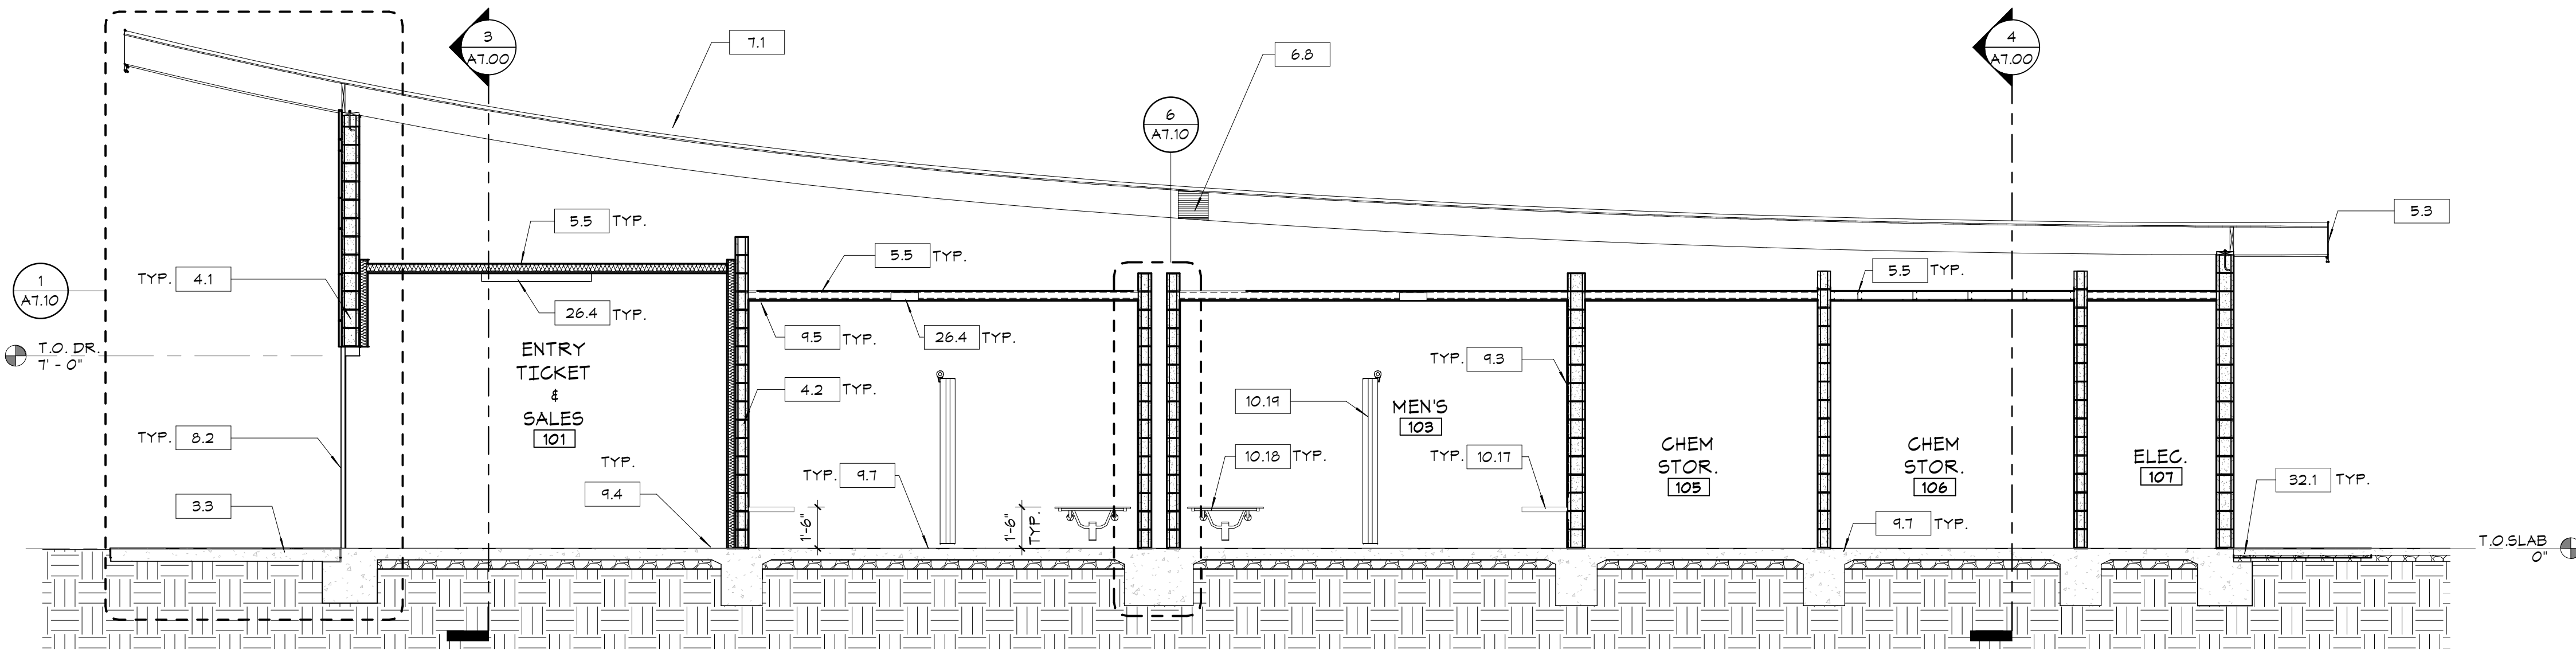 3
A7.00
7.1
6.8
4
A7.00
6
A7.10
5.5 TYP.
5.3
1
A7.10
TYP. 4.1
5.5 TYP.
5.5 TYP.
26.4 TYP.
9.5 TYP.
26.4 TYP.
T.O. DR.
7' - 0"
ENTRY
TICKET
&
SALES
101
4.2 TYP.
TYP. 9.3
10.19
MEN'S
103
TYP. 8.2
10.18 TYP.
TYP. 10.17
CHEM
STOR.
105
CHEM
STOR.
106
ELEC.
107
TYP.
9.4
TYP. 9.7
3.3
1'-6"
1'-6"
TYP.
32.1 TYP.
9.7 TYP.
T.O.SLAB
0"